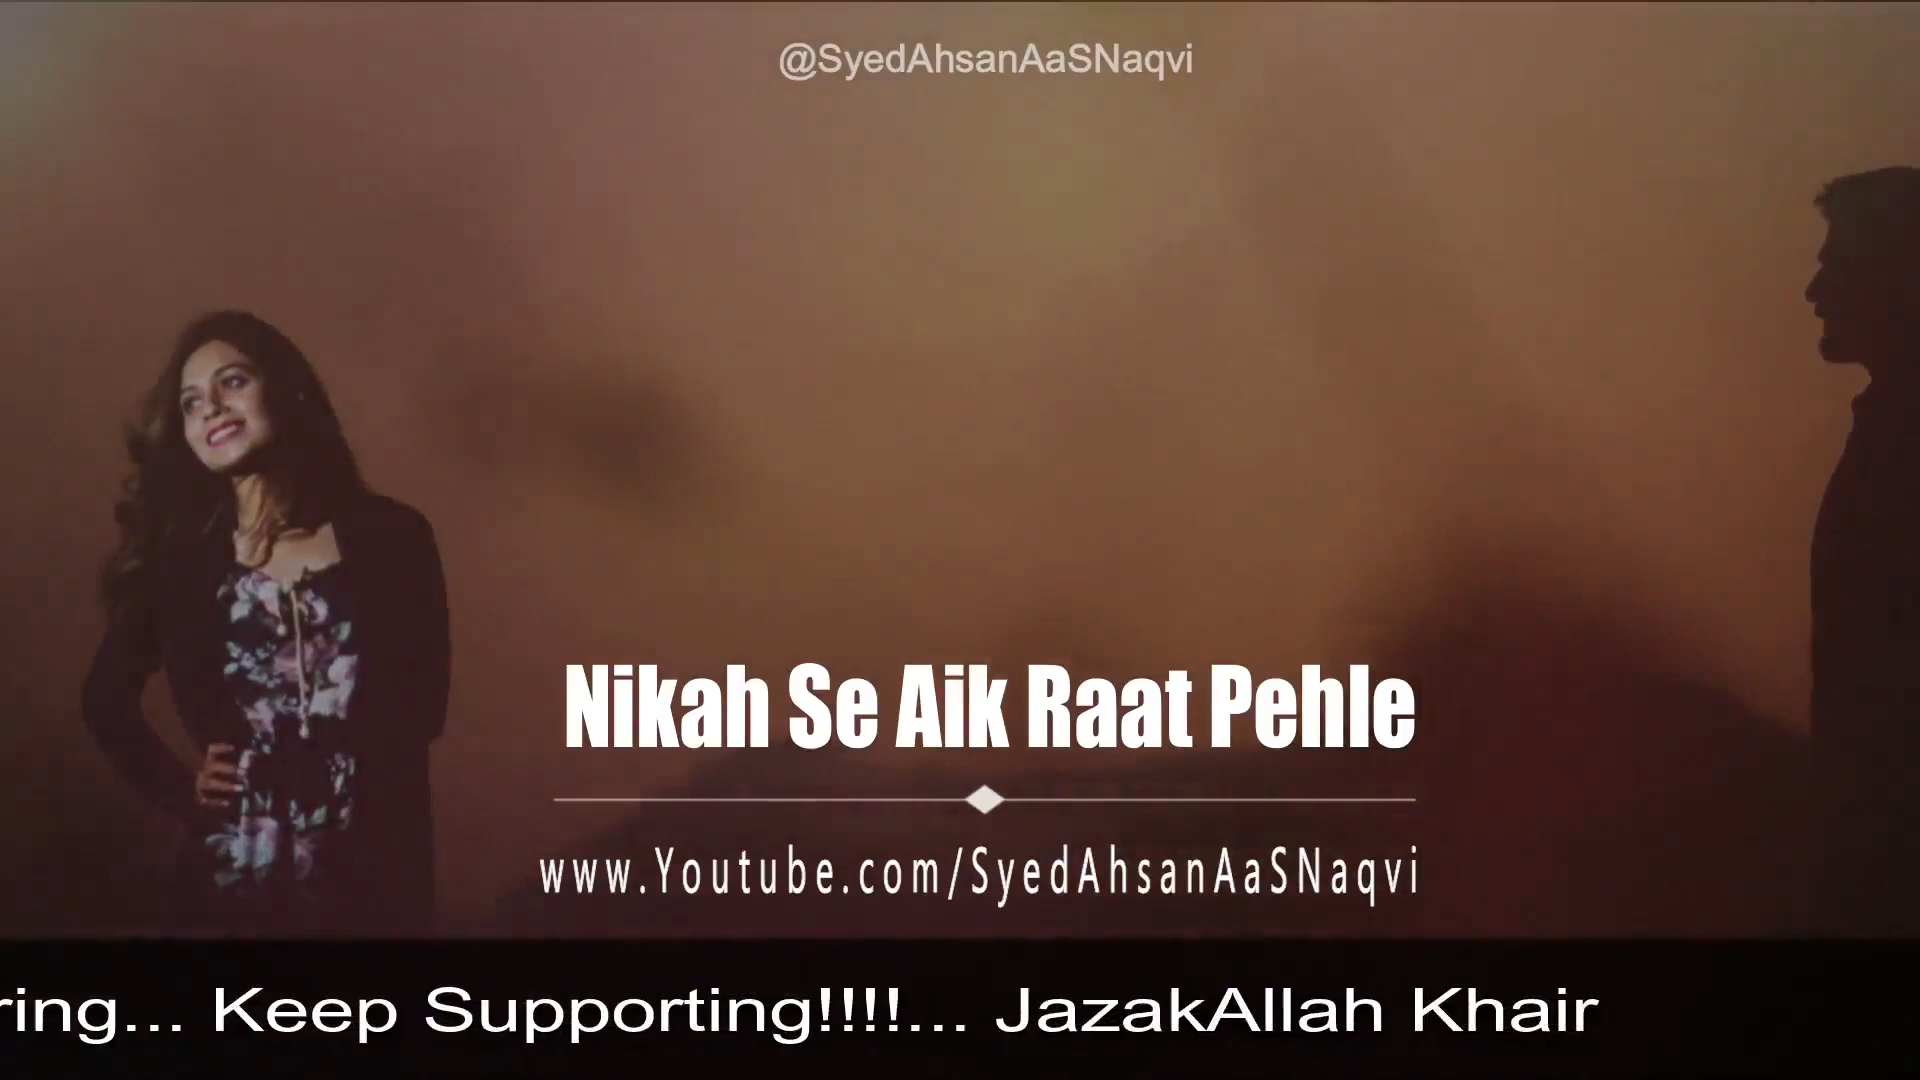 @SyedAhsanAaSNaqvi
Nikah Se Aik Raat Pehle
www.Youtube.com/SyedAhsanAaSNaqvi
ring... Keep Supporting!!!!... JazakAllah Khair